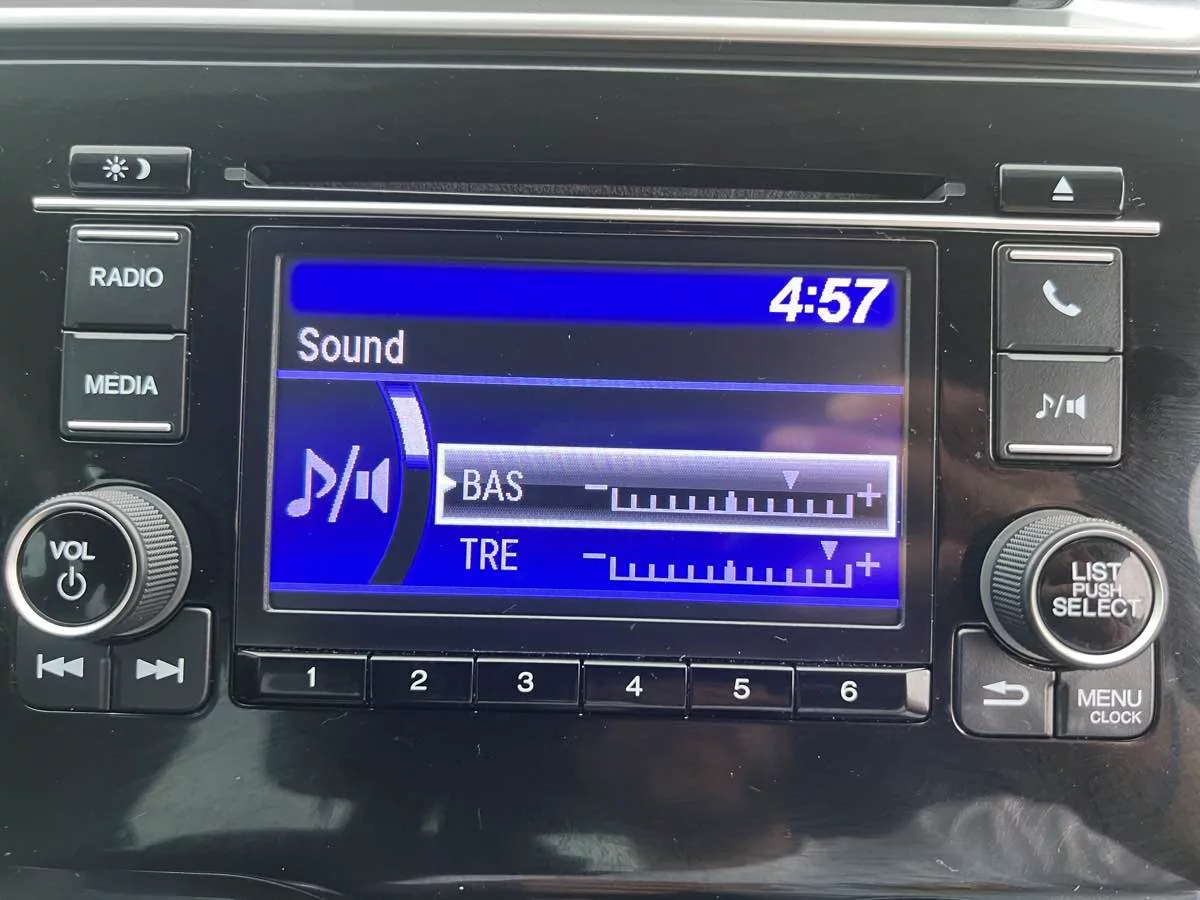 RADIO
MEDIA
4:57
Sound
BAS − +
TRE − +
VOL
LIST
PUSH
SELECT
1 2 3 4 5 6
MENU
CLOCK